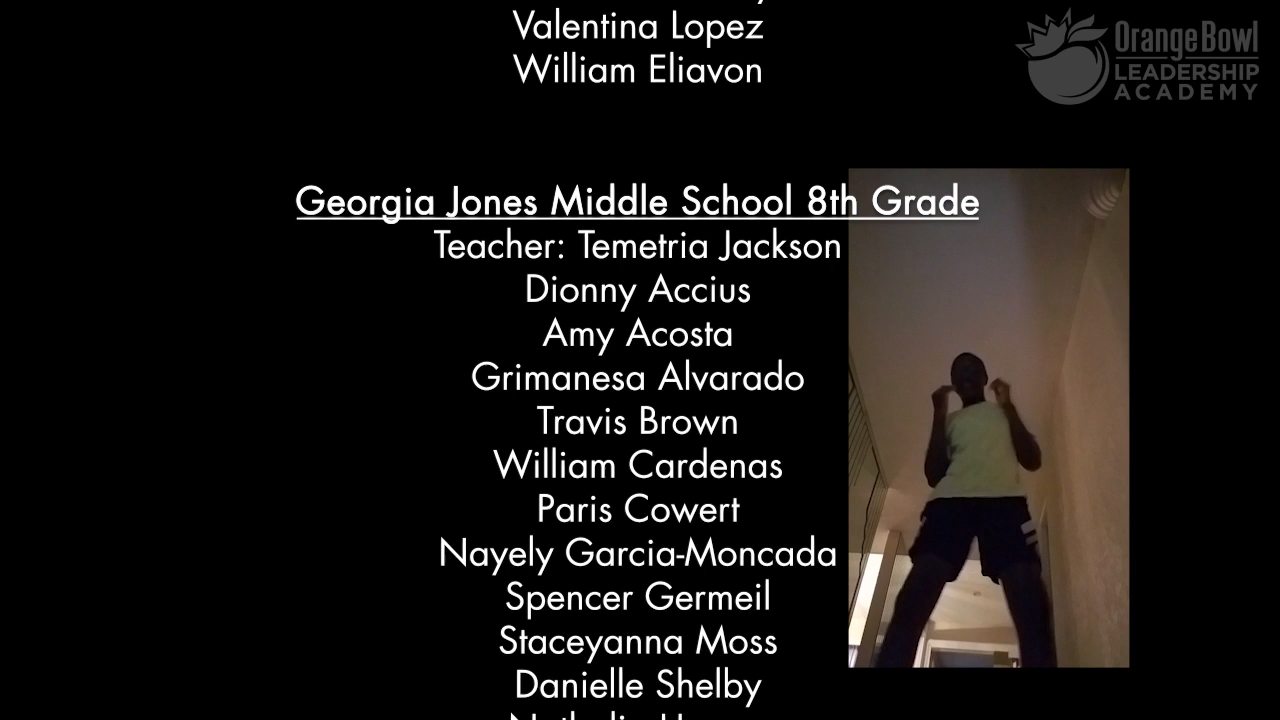 Valentina Lopez
William Eliavon
Orange Bowl
LEADERSHIP
ACADEMY
Georgia Jones Middle School 8th Grade
Teacher: Temetria Jackson
Dionny Accius
Amy Acosta
Grimanesa Alvarado
Travis Brown
William Cardenas
Paris Cowert
Nayely Garcia-Moncada
Spencer Germeil
Staceyanna Moss
Danielle Shelby